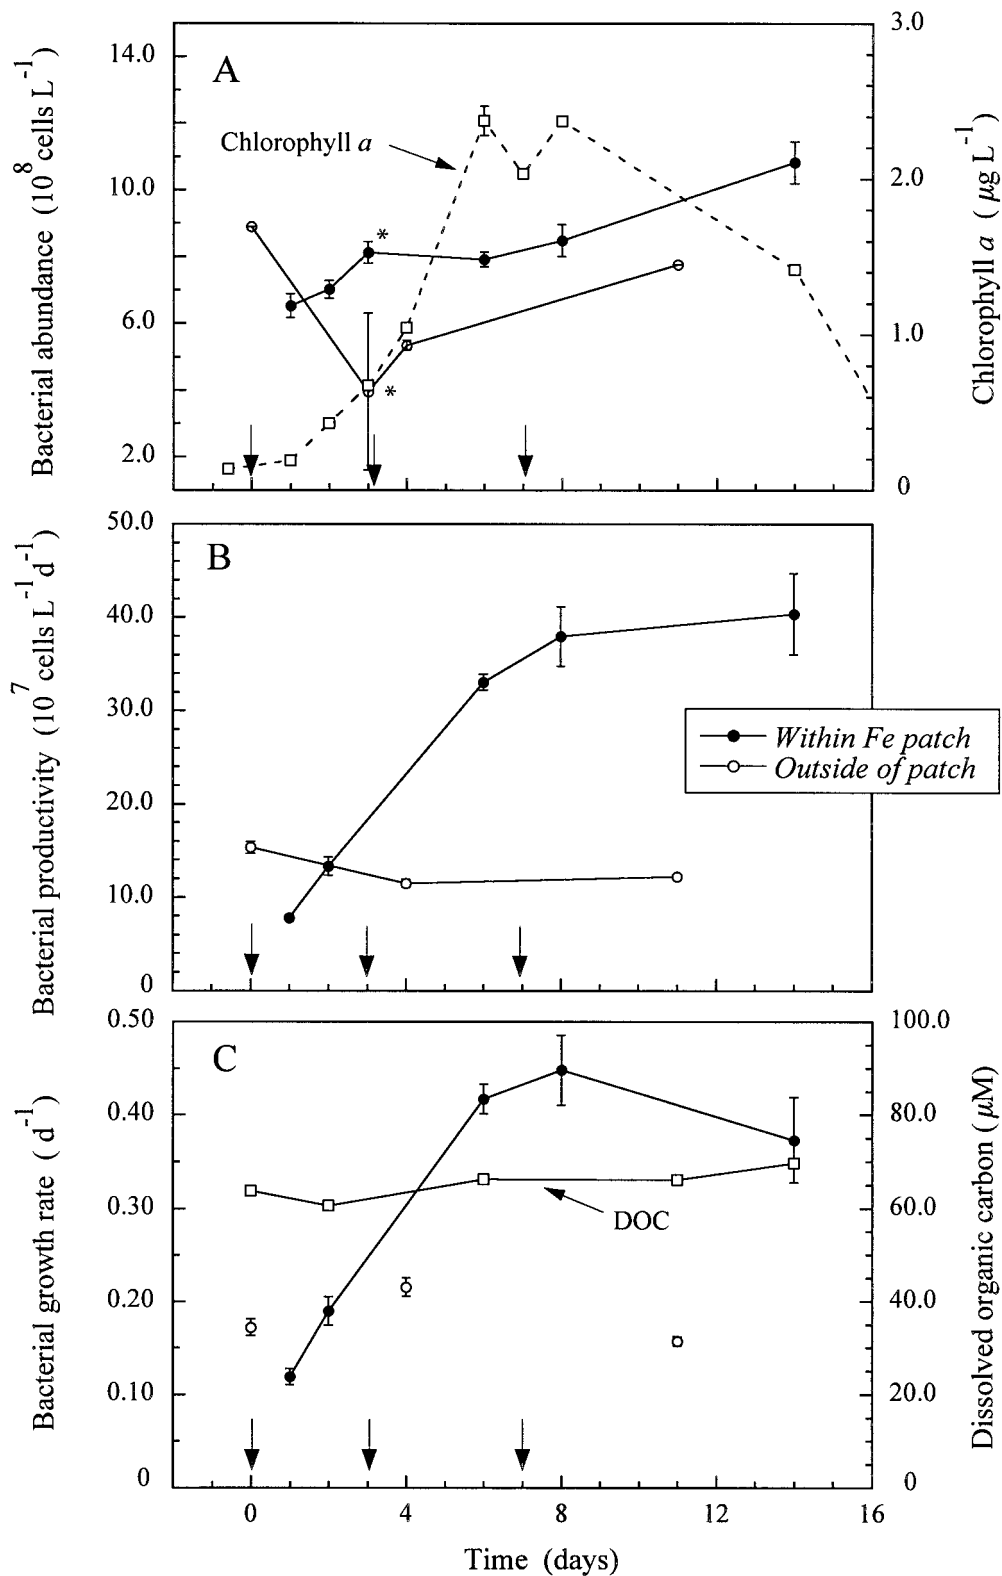 A
Bacterial abundance (10^8 cells L^-1)
14.0
10.0
6.0
2.0
Chlorophyll a
*
*
3.0
2.0
1.0
0
Chlorophyll a ( µg L^-1)
B
Bacterial productivity (10^7 cells L^-1 d^-1)
50.0
40.0
30.0
20.0
10.0
0
Within Fe patch
Outside of patch
C
Bacterial growth rate ( d^-1)
0.50
0.40
0.30
0.20
0.10
0
DOC
100.0
80.0
60.0
40.0
20.0
0
Dissolved organic carbon ( µM)
0 4 8 12 16
Time (days)